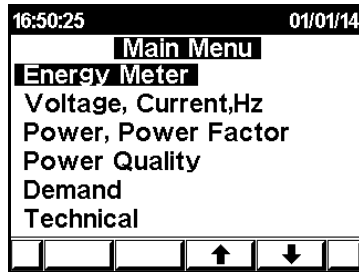 16:50:25 01/01/14
Main Menu
Energy Meter
Voltage, Current,Hz
Power, Power Factor
Power Quality
Demand
Technical